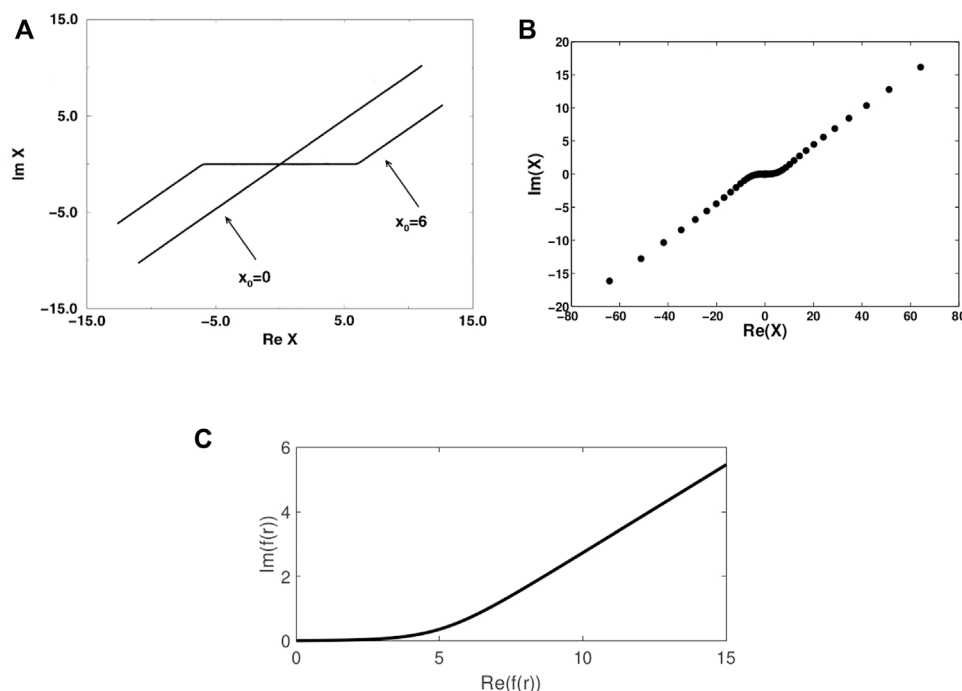 A
15.0
5.0
Im X
−5.0
−15.0
x0=0
x0=6
−15.0 −5.0 5.0 15.0
Re X
B
20
15
10
5
Im(X)
0
−5
−10
−15
−20
−80 −60 −40 −20 0 20 40 60 80
Re(X)
C
6
4
Im(f(r))
2
0
0 5 10 15
Re(f(r))